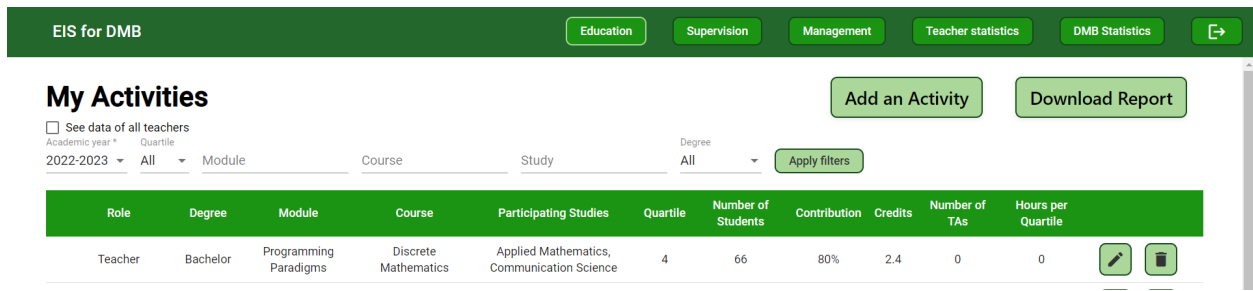 EIS for DMB Education Supervision Management Teacher statistics DMB Statistics
My Activities Add an Activity Download Report
See data of all teachers
Academic year * Quartile Degree
2022-2023 All Module Course Study All Apply filters
Role Degree Module Course Participating Studies Quartile Number of Students Contribution Credits Number of TAs Hours per Quartile
Teacher Bachelor Programming Paradigms Discrete Mathematics Applied Mathematics, Communication Science 4 66 80% 2.4 0 0